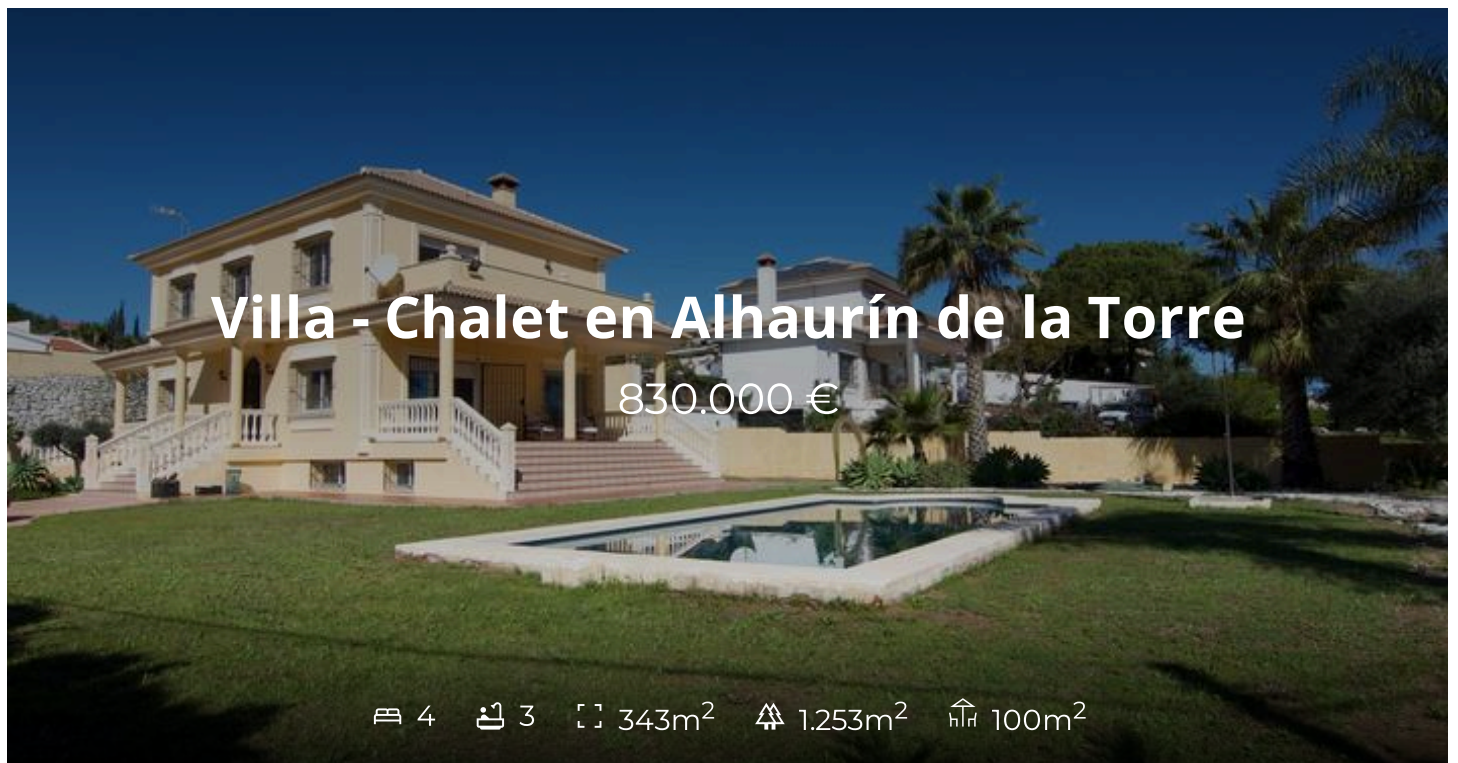 Villa - Chalet en Alhaurín de la Torre
830.000 €
4 3 343m² 1.253m² 100m²